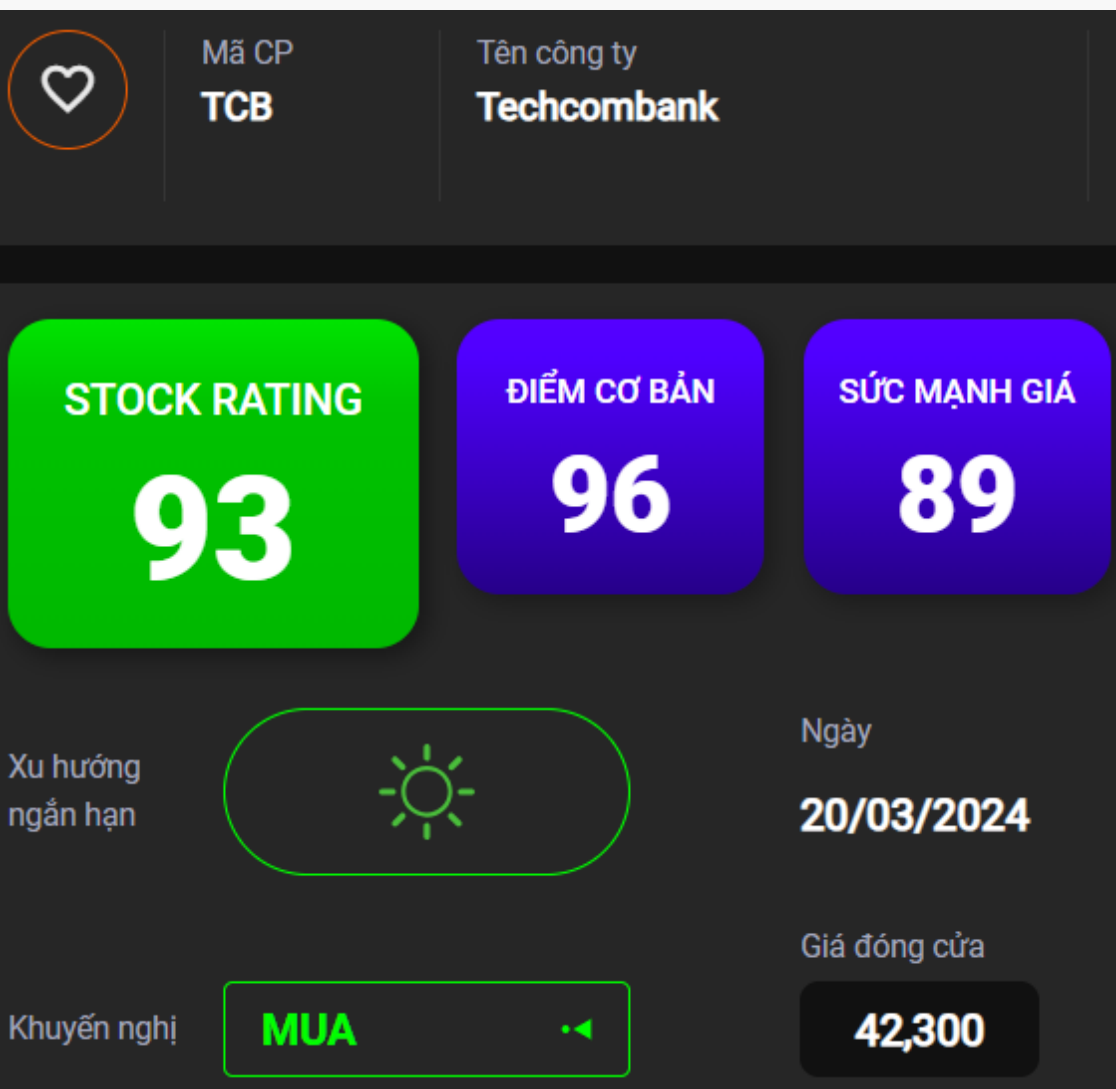 Mã CP
TCB
Tên công ty
Techcombank
STOCK RATING
93
ĐIỂM CƠ BẢN
96
SỨC MẠNH GIÁ
89
Xu hướng
ngắn hạn
Ngày
20/03/2024
Khuyến nghị
MUA
Giá đóng cửa
42,300